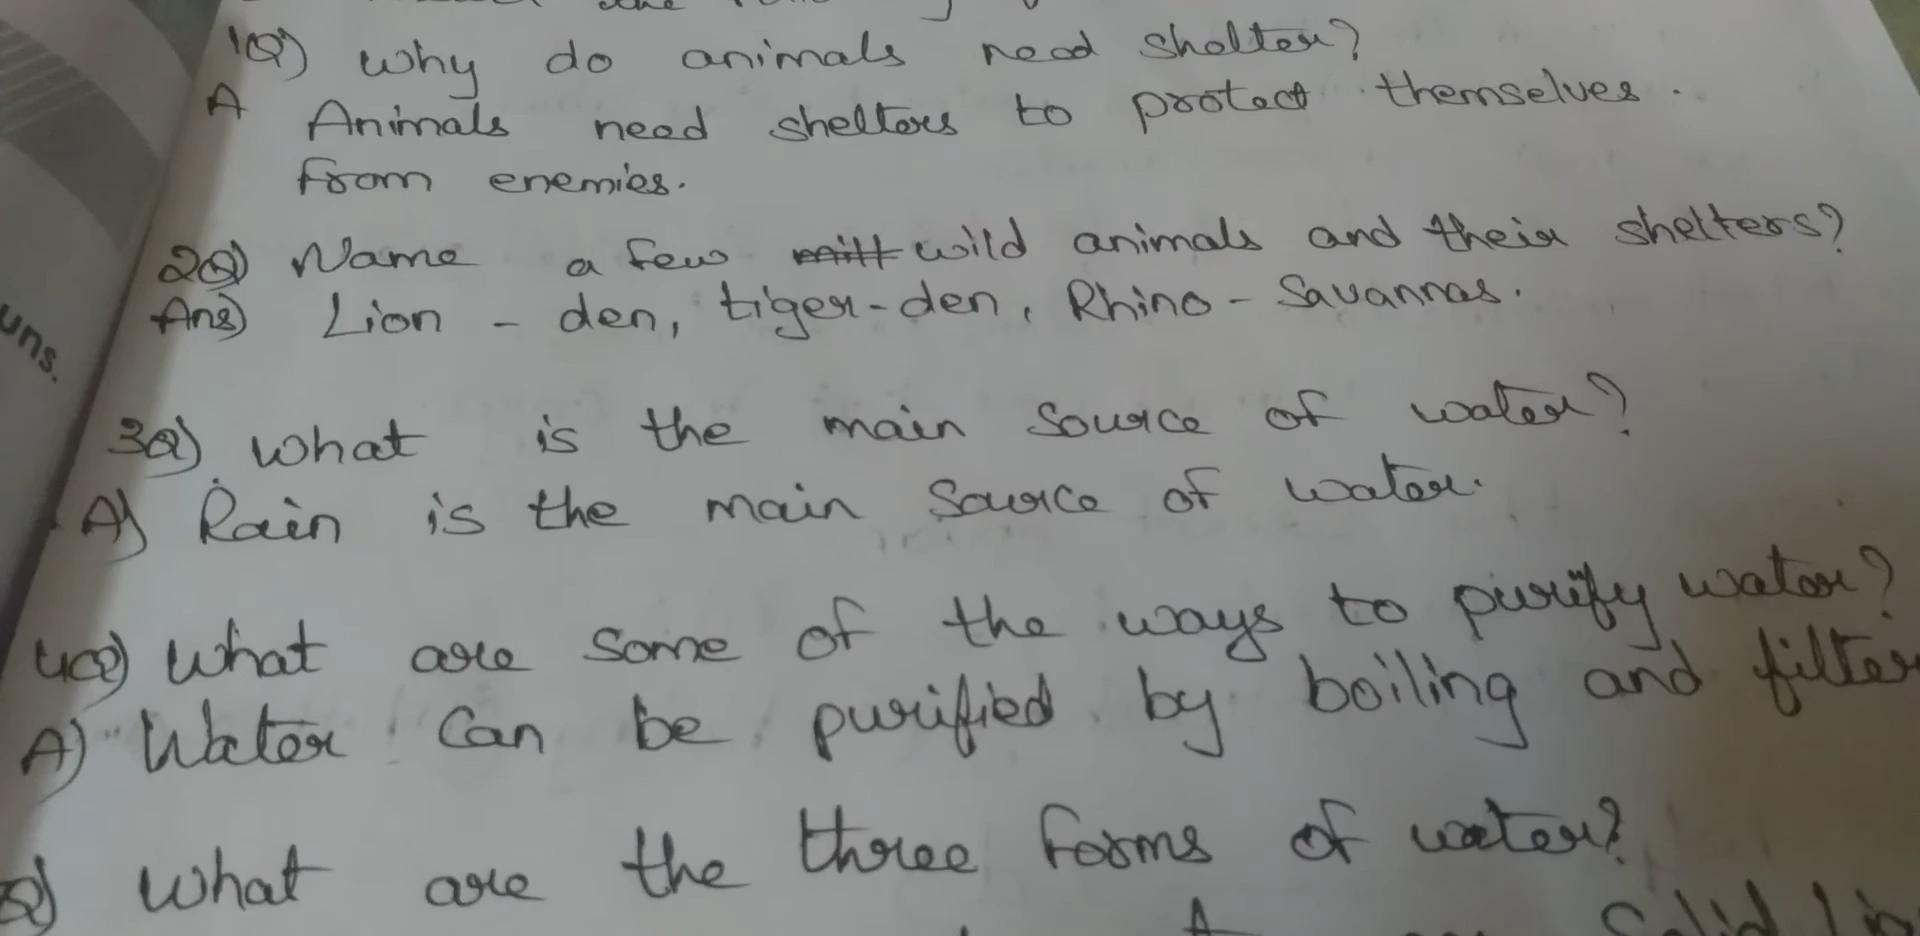 uns.
1Q) Why do animals need shelter?
A Animals need shelters to protect themselves.
from enemies.
2Q) Name a few wild animals and their shelters?
Ans) Lion - den, tiger-den, Rhino - Savannas.
3Q) What is the main source of water?
A) Rain is the main Source of water.
4Q) What are some of the ways to purify water?
A) Water Can be purified by boiling and filter
Q) What are the three forms of water?
Solid